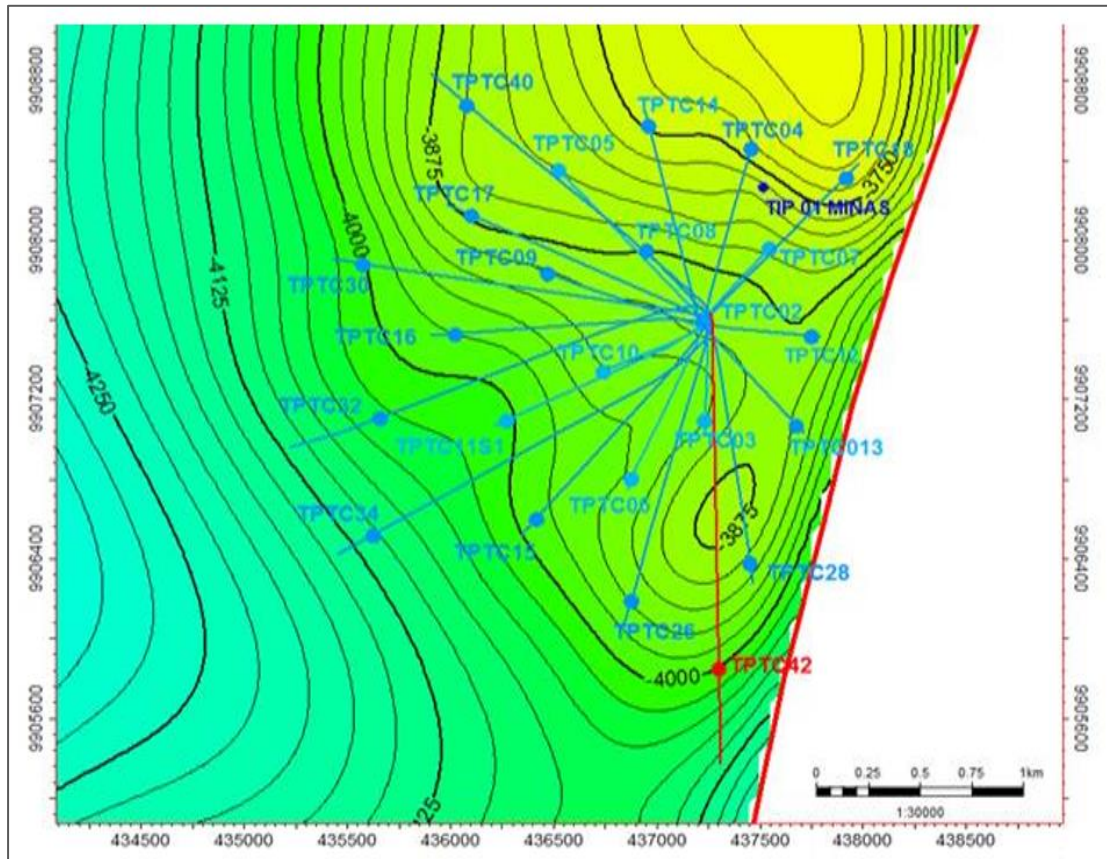 TPTC40
TPTC14
TPTC04
TPTC18
TPTC05
-3750
-3875
TIP 01 MINAS
TPTC17
TPTC08
-4000
TPTC09
TPTC07
-4125
TPTC30
TPTC02
TPTC16
TPTC12
TPTC10
-4250
TPTC32
TPTC03
TPTC11S1
TPTC013
TPTC06
TPTC34
-3875
TPTC15
TPTC28
TPTC26
-4000
TPTC42
125
0 0.25 0.50 0.75 1km
1:30000
434500 435000 435500 436000 436500 437000 437500 438000 438500
9908800
9908000
9907200
9906400
9905600
9908800
9908000
9907200
9906400
9905600